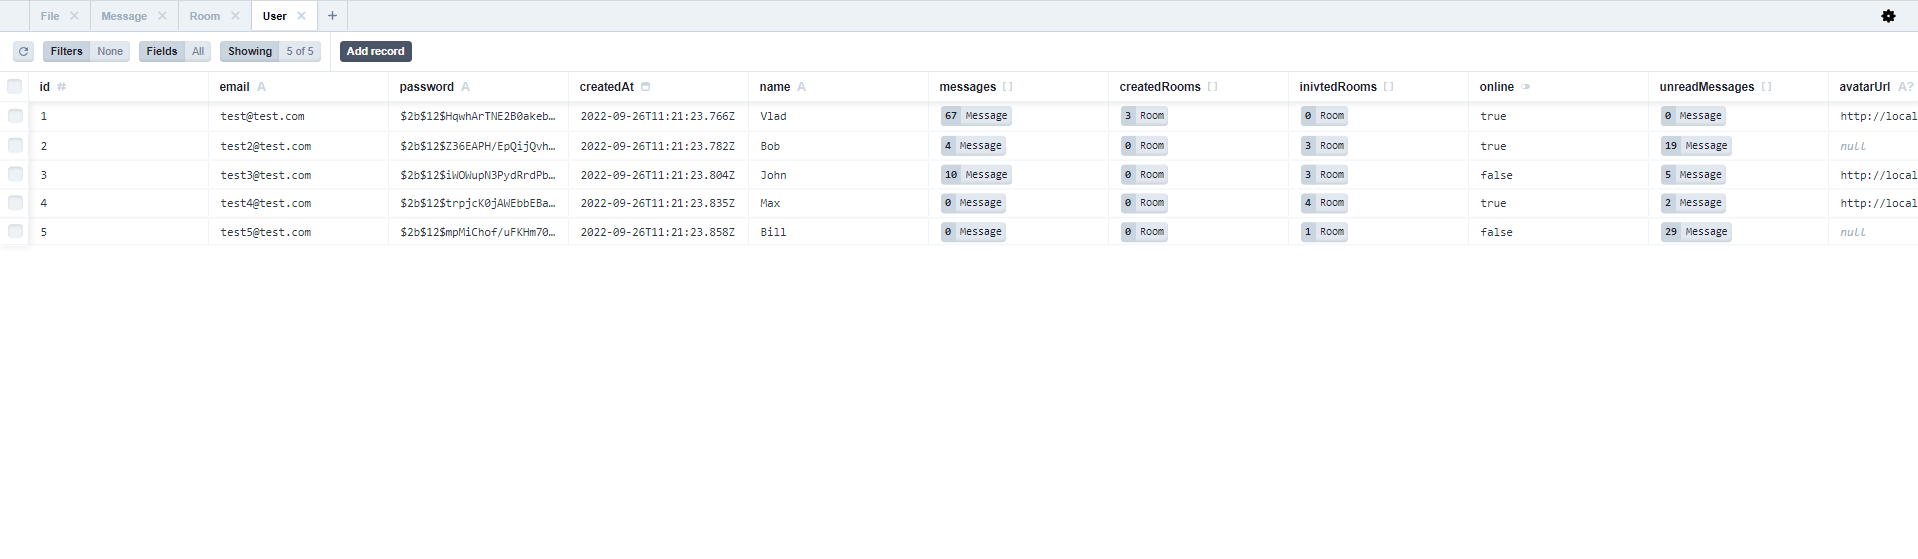 File Message Room User
Filters None Fields All Showing 5 of 5 Add record
id # email A password A createdAt name A messages [] createdRooms [] inivtedRooms [] online unreadMessages [] avatarUrl A?
1 test@test.com $2b$12$HqwhArTNE2B0akeb… 2022-09-26T11:21:23.766Z Vlad 67 Message 3 Room 0 Room true 0 Message http://local
2 test2@test.com $2b$12$Z36EAPH/EpQijQvh… 2022-09-26T11:21:23.782Z Bob 4 Message 0 Room 3 Room true 19 Message null
3 test3@test.com $2b$12$iWOWupN3PydRrdPb… 2022-09-26T11:21:23.804Z John 10 Message 0 Room 3 Room false 5 Message http://local
4 test4@test.com $2b$12$trpjcK0jAWEbbEBa… 2022-09-26T11:21:23.835Z Max 0 Message 0 Room 4 Room true 2 Message http://local
5 test5@test.com $2b$12$mpMiChof/uFKHm70… 2022-09-26T11:21:23.858Z Bill 0 Message 0 Room 1 Room false 29 Message null